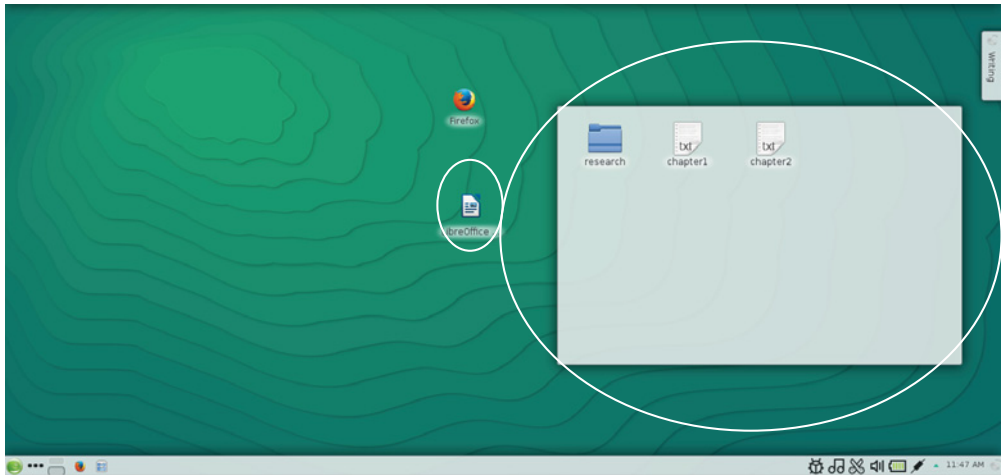 Writing
Firefox
research
txt
chapter1
txt
chapter2
ibreOffice
11:47 AM